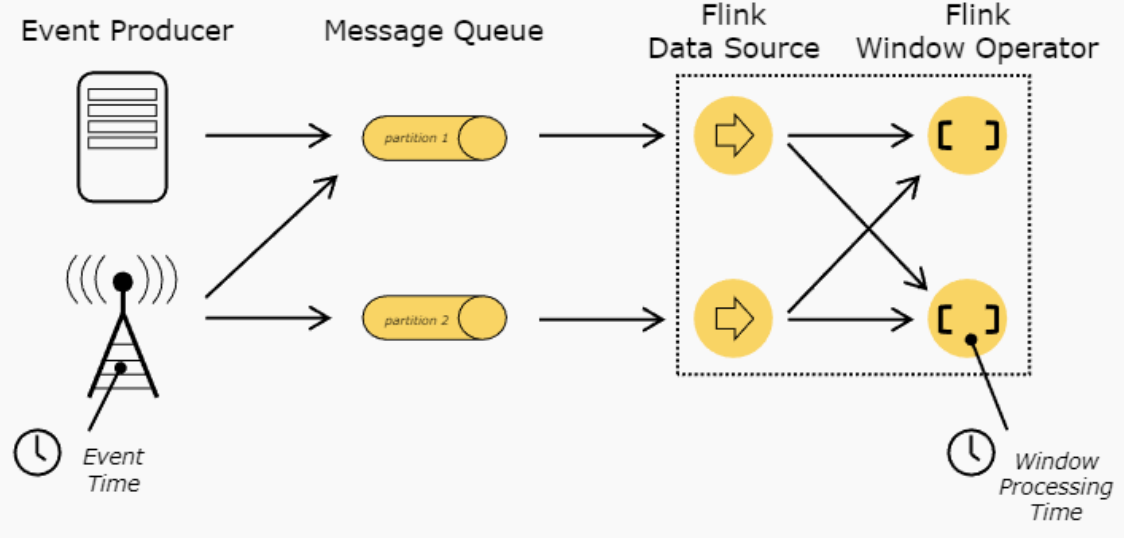 Event Producer
Message Queue
Flink
Data Source
Flink
Window Operator
partition 1
partition 2
Event
Time
Window
Processing
Time